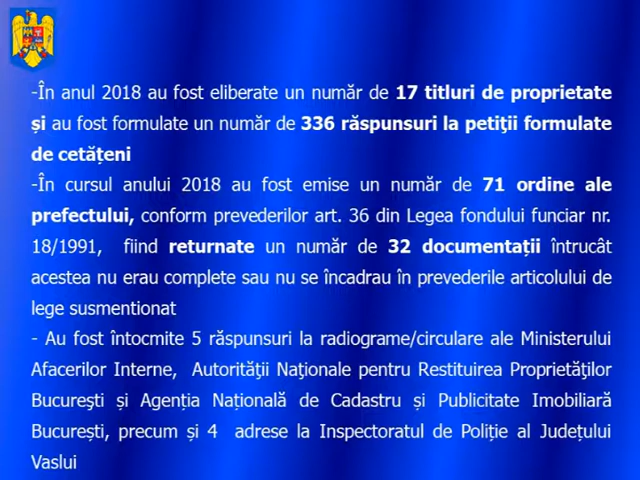 -În anul 2018 au fost eliberate un număr de 17 titluri de proprietate
și au fost formulate un număr de 336 răspunsuri la petiţii formulate
de cetățeni
-În cursul anului 2018 au fost emise un număr de 71 ordine ale
prefectului, conform prevederilor art. 36 din Legea fondului funciar nr.
18/1991, fiind returnate un număr de 32 documentații întrucât
acestea nu erau complete sau nu se încadrau în prevederile articolului de
lege susmentionat
- Au fost întocmite 5 răspunsuri la radiograme/circulare ale Ministerului
Afacerilor Interne, Autorităţii Naţionale pentru Restituirea Proprietăţilor
Bucureşti și Agenția Națională de Cadastru și Publicitate Imobiliară
București, precum și 4 adrese la Inspectoratul de Poliție al Județului
Vaslui